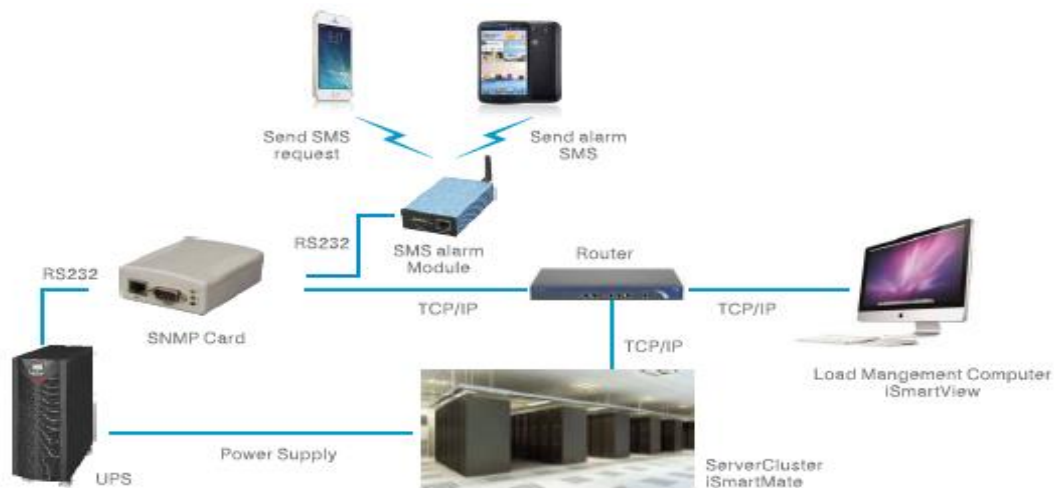 Send SMS
request
Send alarm
SMS
RS232
SMS alarm
Module
Router
RS232
TCP/IP
TCP/IP
SNMP Card
TCP/IP
Load Mangement Computer
iSmartView
Power Supply
UPS
ServerCluster
iSmartMate